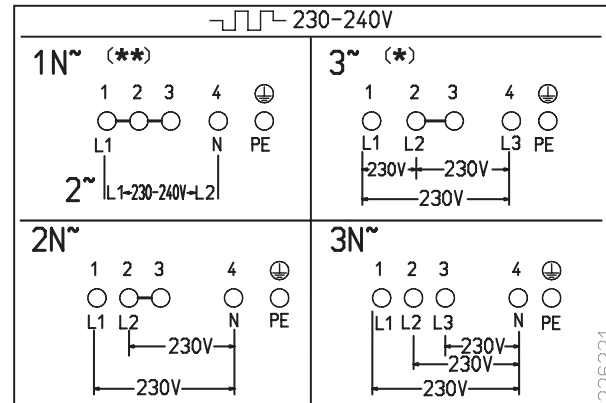 230-240V
1N~ (**)
1 2 3 4
L1 N PE
2~ L1 230-240V L2
3~ (*)
1 2 3 4
L1 L2 L3 PE
230V 230V
230V
2N~
1 2 3 4
L1 L2 N PE
230V
230V
3N~
1 2 3 4
L1 L2 L3 N PE
230V
230V
230V